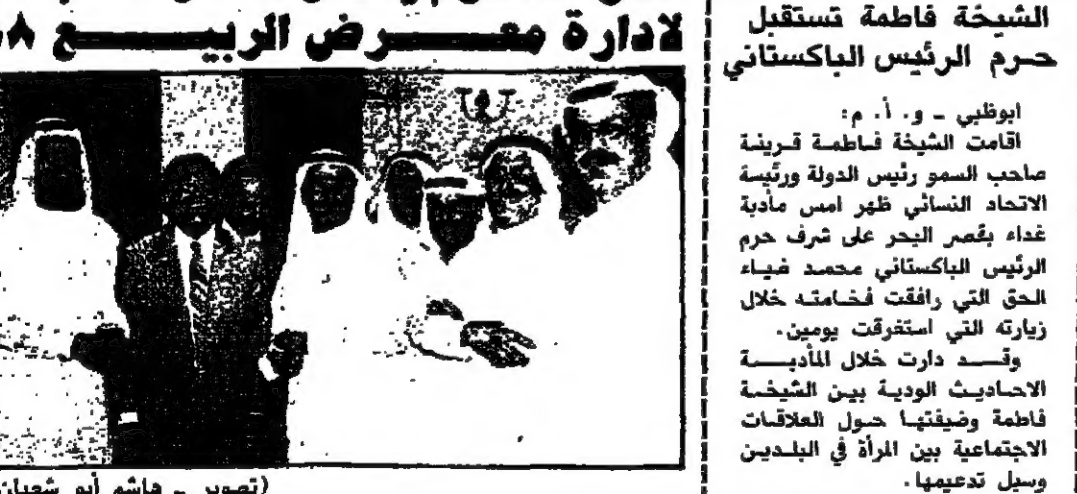 لادارة معرض الربيع ٨
(تصوير - هاشم أبو شعبان
الشيخة فاطمة تستقبل
حرم الرئيس الباكستاني
ابوظبي - و. أ. م:
اقامت الشيخة فاطمة قرينة
صاحب السمو رئيس الدولة ورئيسة
الاتحاد النسائي ظهر امس مأدبة
غداء بقصر البحر على شرف حرم
الرئيس الباكستاني محمد ضياء
الحق التي رافقت فخامته خلال
زيارته التي استغرقت يومين.
وقد دارت خلال المأدبة
الاحاديث الودية بين الشيخة
فاطمة وضيفتها حول العلاقات
الاجتماعية بين المرأة في البلدين
وسبل تدعيمها.